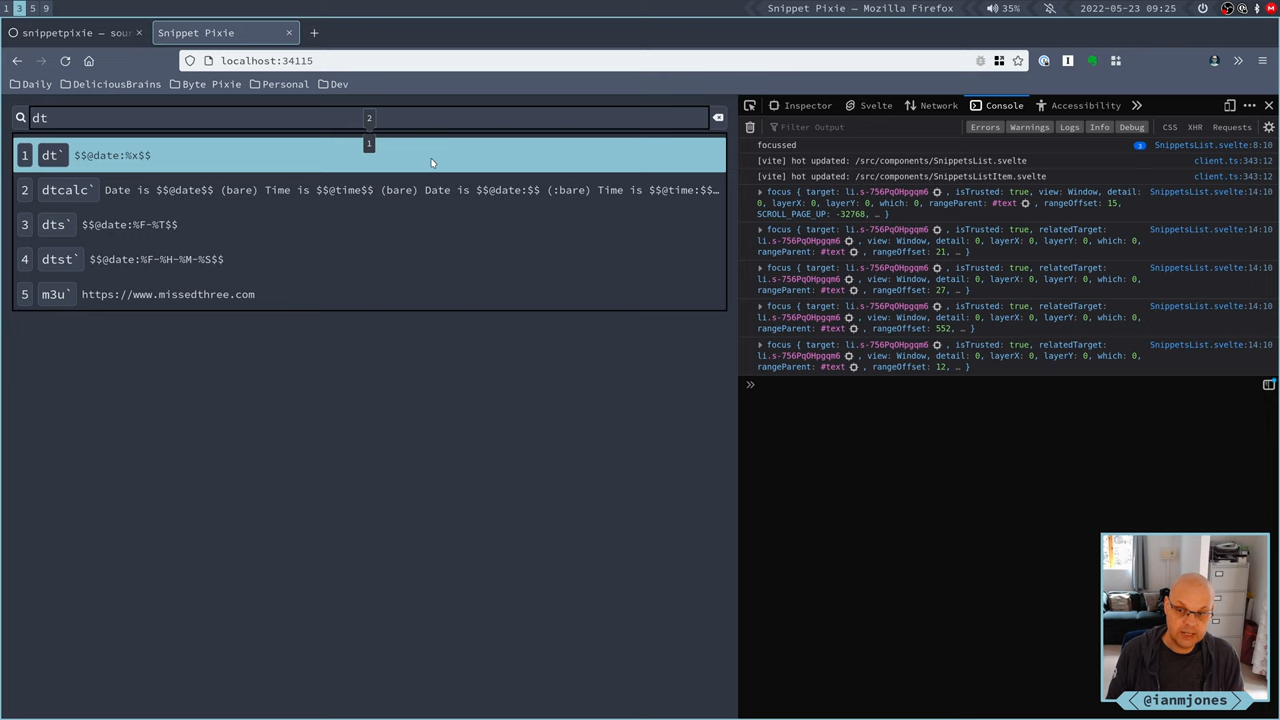 1 3 5 9
Snippet Pixie — Mozilla Firefox
35%
2022-05-23 09:25
snippetpixie — sou
Snippet Pixie
localhost:34115
Daily
DeliciousBrains
Byte Pixie
Personal
Dev
dt
2
1
1 dt` $$@date:%x$$
2 dtcalc` Date is $$@date$$ (bare) Time is $$@time$$ (bare) Date is $$@date:$$ (:bare) Time is $$@time:$$…
3 dts` $$@date:%F-%T$$
4 dtst` $$@date:%F-%H-%M-%S$$
5 m3u` https://www.missedthree.com
Inspector
Svelte
Network
Console
Accessibility
Filter Output
Errors Warnings Logs Info Debug CSS XHR Requests
focussed 3 SnippetsList.svelte:8:10
[vite] hot updated: /src/components/SnippetsList.svelte client.ts:343:12
[vite] hot updated: /src/components/SnippetsListItem.svelte client.ts:343:12
focus { target: li.s-756PqOHpgqm6 , isTrusted: true, view: Window, detail: SnippetsList.svelte:14:10
0, layerX: 0, layerY: 0, which: 0, rangeParent: #text , rangeOffset: 15,
SCROLL_PAGE_UP: -32768, … }
focus { target: li.s-756PqOHpgqm6 , isTrusted: true, relatedTarget: SnippetsList.svelte:14:10
li.s-756PqOHpgqm6 , view: Window, detail: 0, layerX: 0, layerY: 0, which: 0,
rangeParent: #text , rangeOffset: 21, … }
focus { target: li.s-756PqOHpgqm6 , isTrusted: true, relatedTarget: SnippetsList.svelte:14:10
li.s-756PqOHpgqm6 , view: Window, detail: 0, layerX: 0, layerY: 0, which: 0,
rangeParent: #text , rangeOffset: 27, … }
focus { target: li.s-756PqOHpgqm6 , isTrusted: true, relatedTarget: SnippetsList.svelte:14:10
li.s-756PqOHpgqm6 , view: Window, detail: 0, layerX: 0, layerY: 0, which: 0,
rangeParent: #text , rangeOffset: 552, … }
focus { target: li.s-756PqOHpgqm6 , isTrusted: true, relatedTarget: SnippetsList.svelte:14:10
li.s-756PqOHpgqm6 , view: Window, detail: 0, layerX: 0, layerY: 0, which: 0,
rangeParent: #text , rangeOffset: 12, … }
@ianmjones